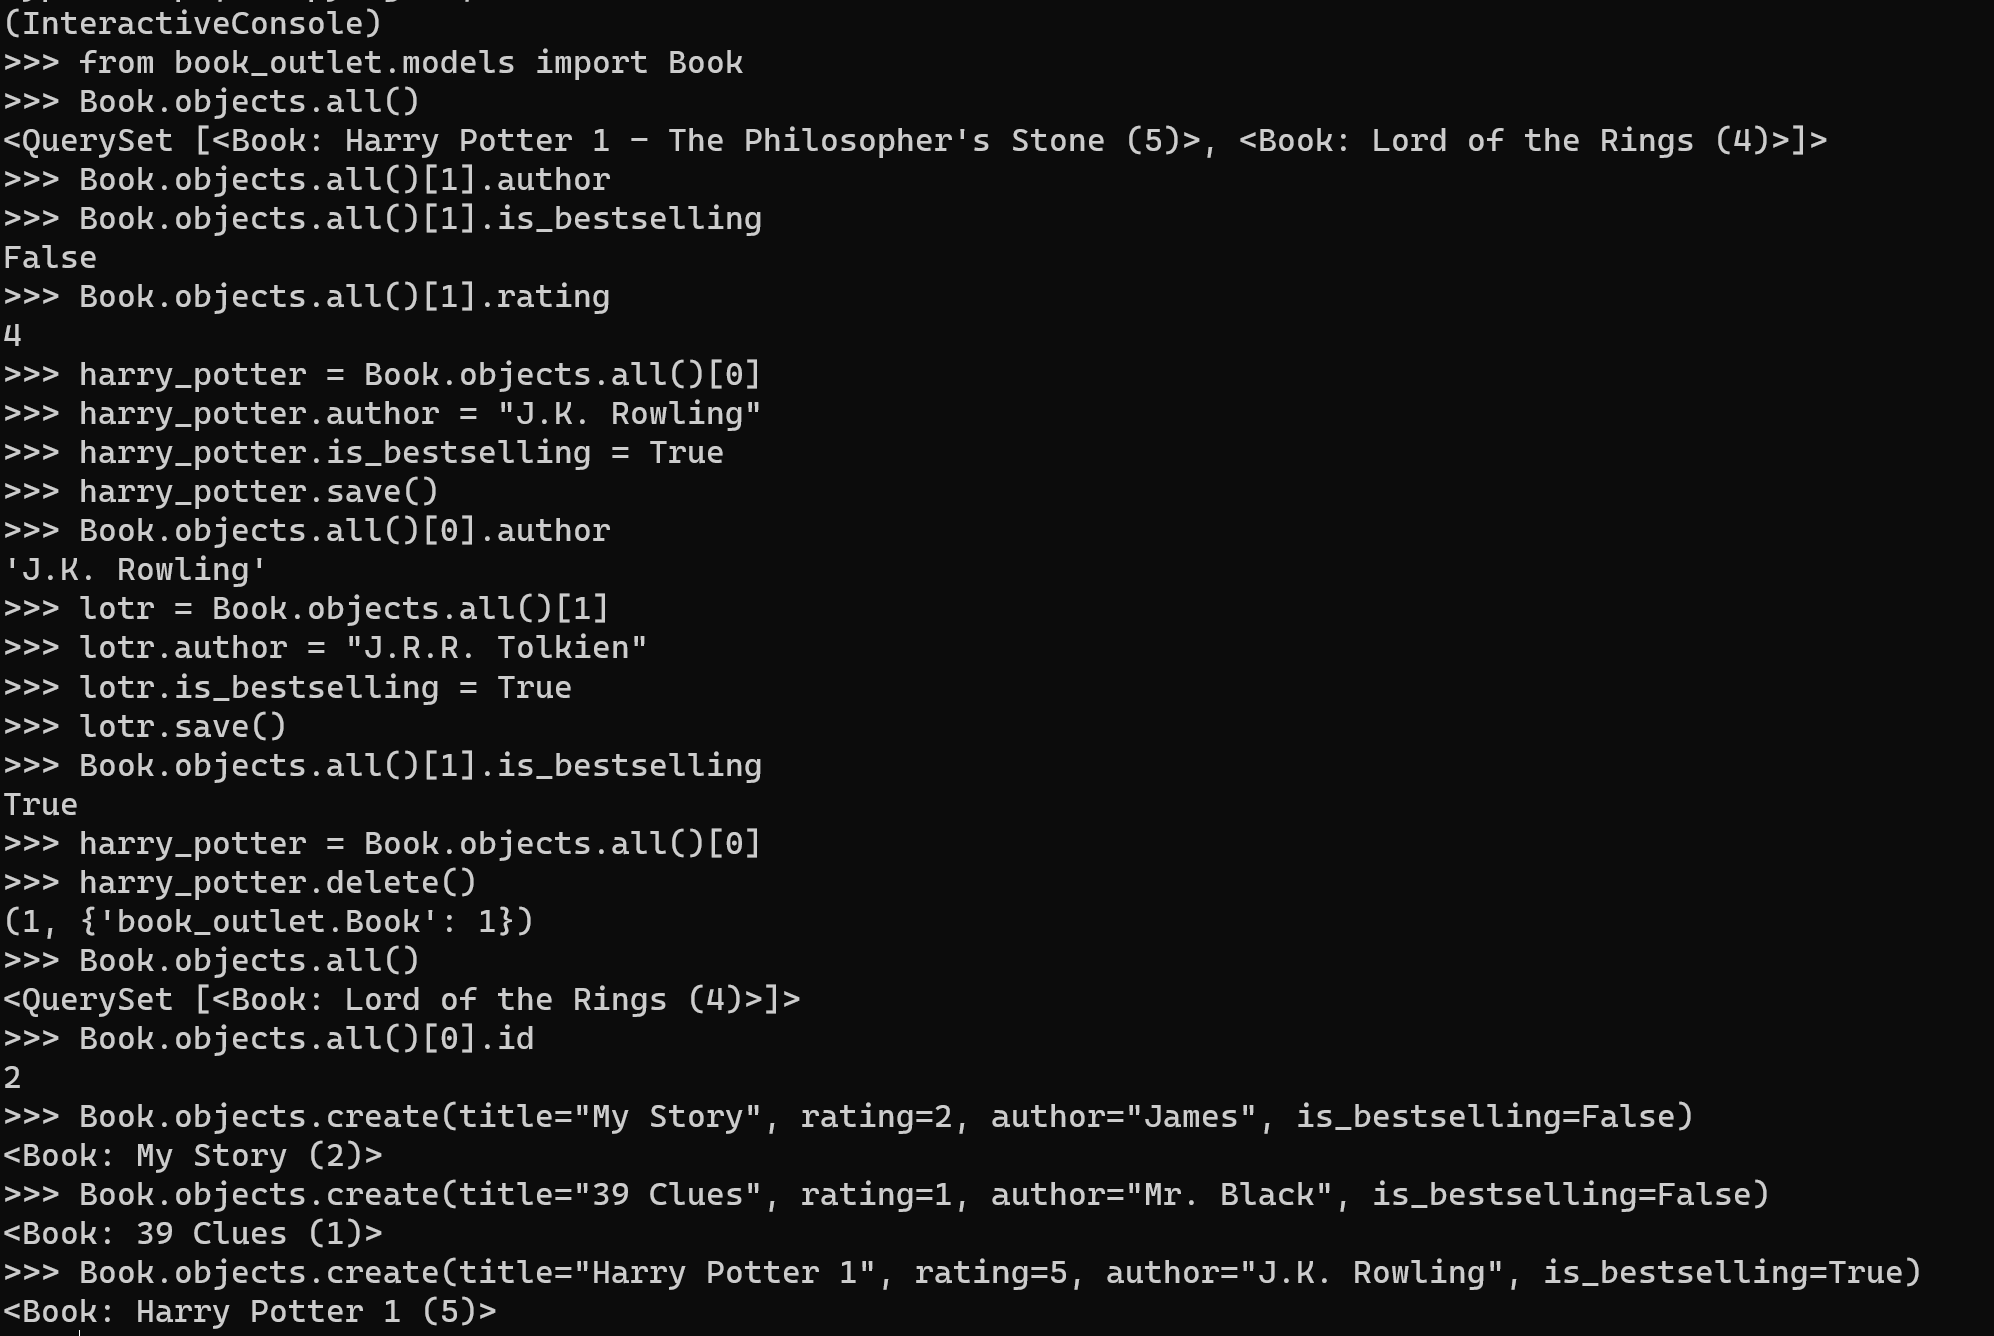 (InteractiveConsole)
>>> from book_outlet.models import Book
>>> Book.objects.all()
<QuerySet [<Book: Harry Potter 1 - The Philosopher's Stone (5)>, <Book: Lord of the Rings (4)>]>
>>> Book.objects.all()[1].author
>>> Book.objects.all()[1].is_bestselling
False
>>> Book.objects.all()[1].rating
4
>>> harry_potter = Book.objects.all()[0]
>>> harry_potter.author = "J.K. Rowling"
>>> harry_potter.is_bestselling = True
>>> harry_potter.save()
>>> Book.objects.all()[0].author
'J.K. Rowling'
>>> lotr = Book.objects.all()[1]
>>> lotr.author = "J.R.R. Tolkien"
>>> lotr.is_bestselling = True
>>> lotr.save()
>>> Book.objects.all()[1].is_bestselling
True
>>> harry_potter = Book.objects.all()[0]
>>> harry_potter.delete()
(1, {'book_outlet.Book': 1})
>>> Book.objects.all()
<QuerySet [<Book: Lord of the Rings (4)>]>
>>> Book.objects.all()[0].id
2
>>> Book.objects.create(title="My Story", rating=2, author="James", is_bestselling=False)
<Book: My Story (2)>
>>> Book.objects.create(title="39 Clues", rating=1, author="Mr. Black", is_bestselling=False)
<Book: 39 Clues (1)>
>>> Book.objects.create(title="Harry Potter 1", rating=5, author="J.K. Rowling", is_bestselling=True)
<Book: Harry Potter 1 (5)>